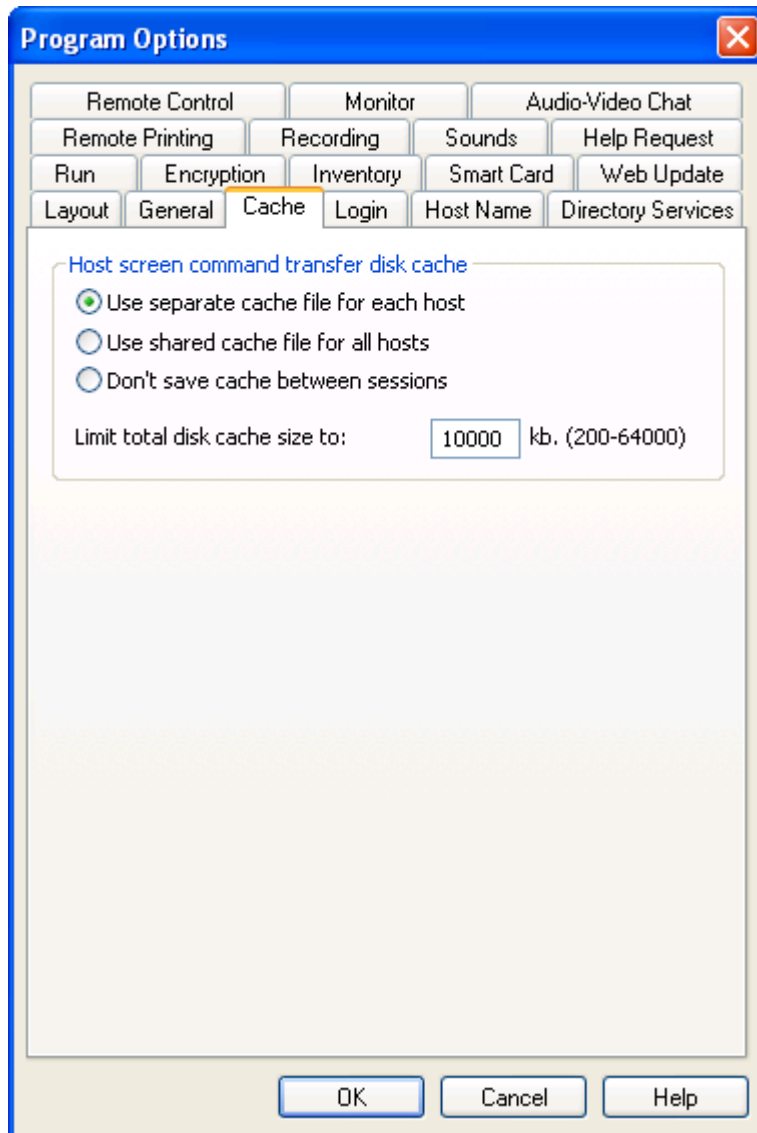 Program Options
Remote Control Monitor Audio-Video Chat
Remote Printing Recording Sounds Help Request
Run Encryption Inventory Smart Card Web Update
Layout General Cache Login Host Name Directory Services
Host screen command transfer disk cache
Use separate cache file for each host
Use shared cache file for all hosts
Don't save cache between sessions
Limit total disk cache size to: 10000 kb. (200-64000)
OK Cancel Help